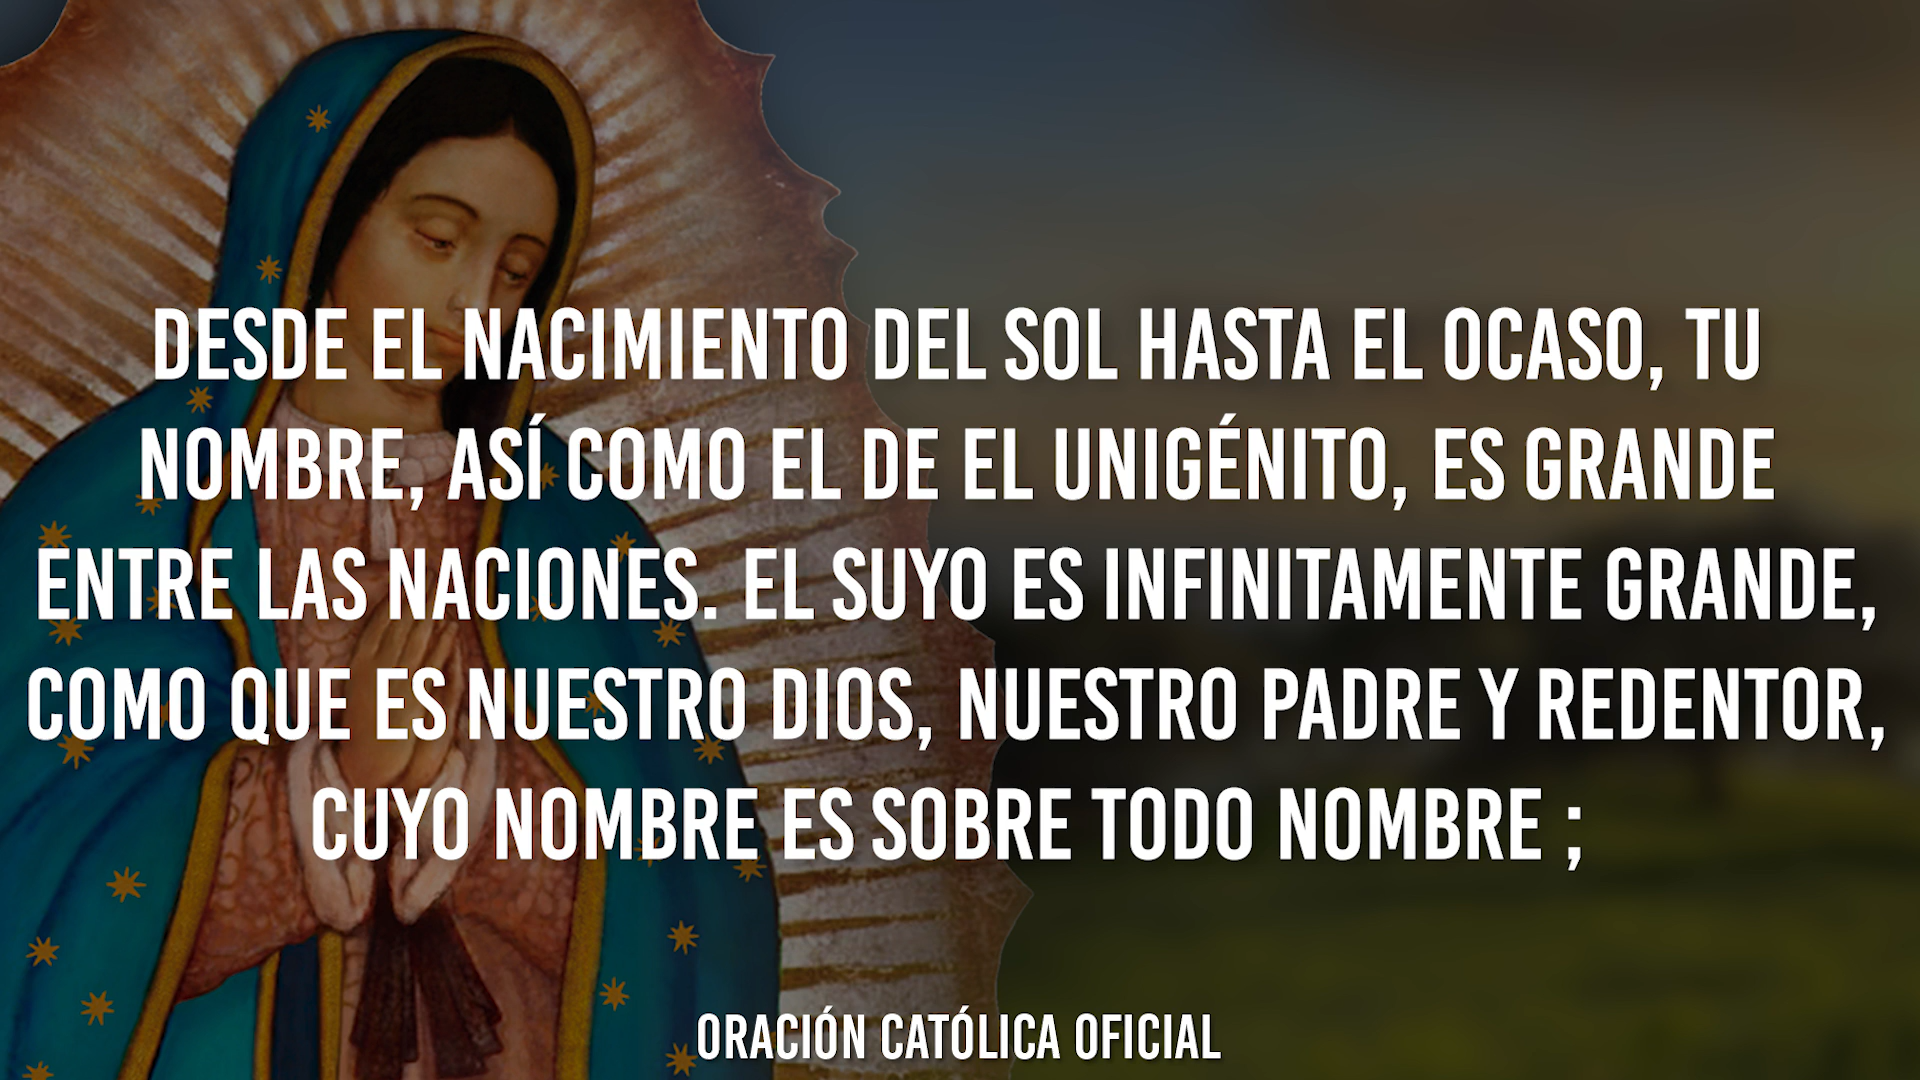 DESDE EL NACIMIENTO DEL SOL HASTA EL OCASO, TU
NOMBRE, ASÍ COMO EL DE EL UNIGÉNITO, ES GRANDE
ENTRE LAS NACIONES. EL SUYO ES INFINITAMENTE GRANDE,
COMO QUE ES NUESTRO DIOS, NUESTRO PADRE Y REDENTOR,
CUYO NOMBRE ES SOBRE TODO NOMBRE ;
ORACIÓN CATÓLICA OFICIAL